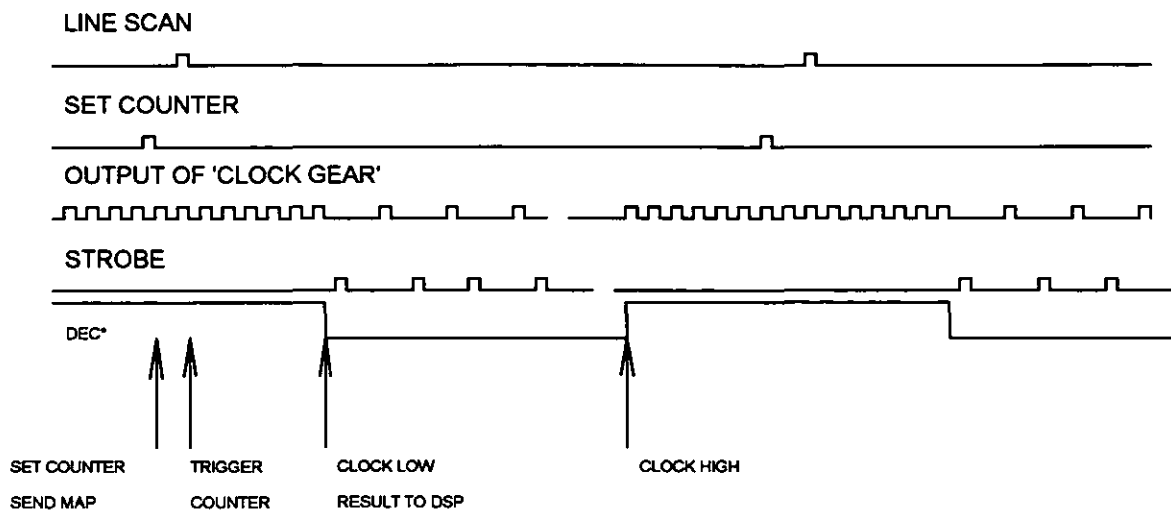 LINE SCAN
SET COUNTER
OUTPUT OF 'CLOCK GEAR'
STROBE
DEC*
SET COUNTER TRIGGER CLOCK LOW CLOCK HIGH
SEND MAP COUNTER RESULT TO DSP